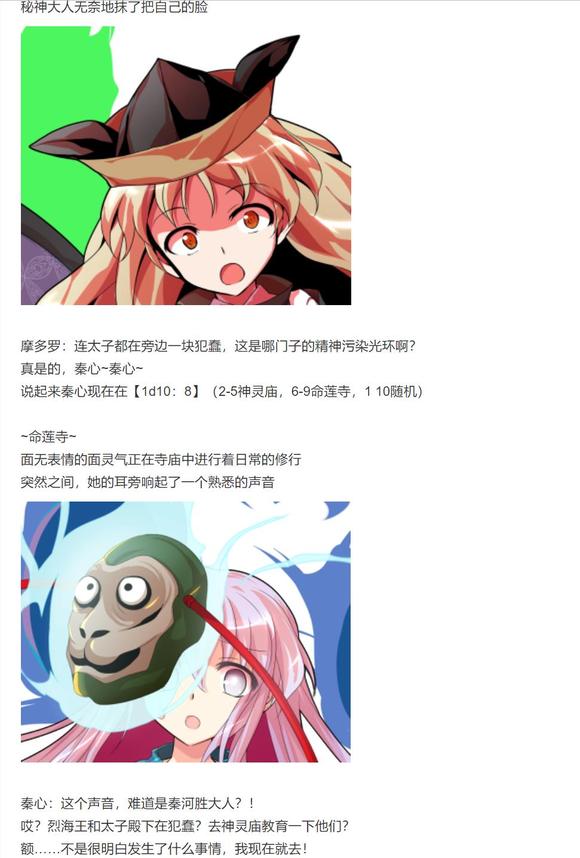 秘神大人无奈地抹了把自己的脸
摩多罗：连太子都在旁边一块犯蠢，这是哪门子的精神污染光环啊？
真是的，秦心~秦心~
说起来秦心现在在【1d10：8】（2-5神灵庙，6-9命莲寺，1 10随机）
~命莲寺~
面无表情的面灵气正在寺庙中进行着日常的修行
突然之间，她的耳旁响起了一个熟悉的声音
秦心：这个声音，难道是秦河胜大人？！
哎？烈海王和太子殿下在犯蠢？去神灵庙教育一下他们？
额……不是很明白发生了什么事情，我现在就去！